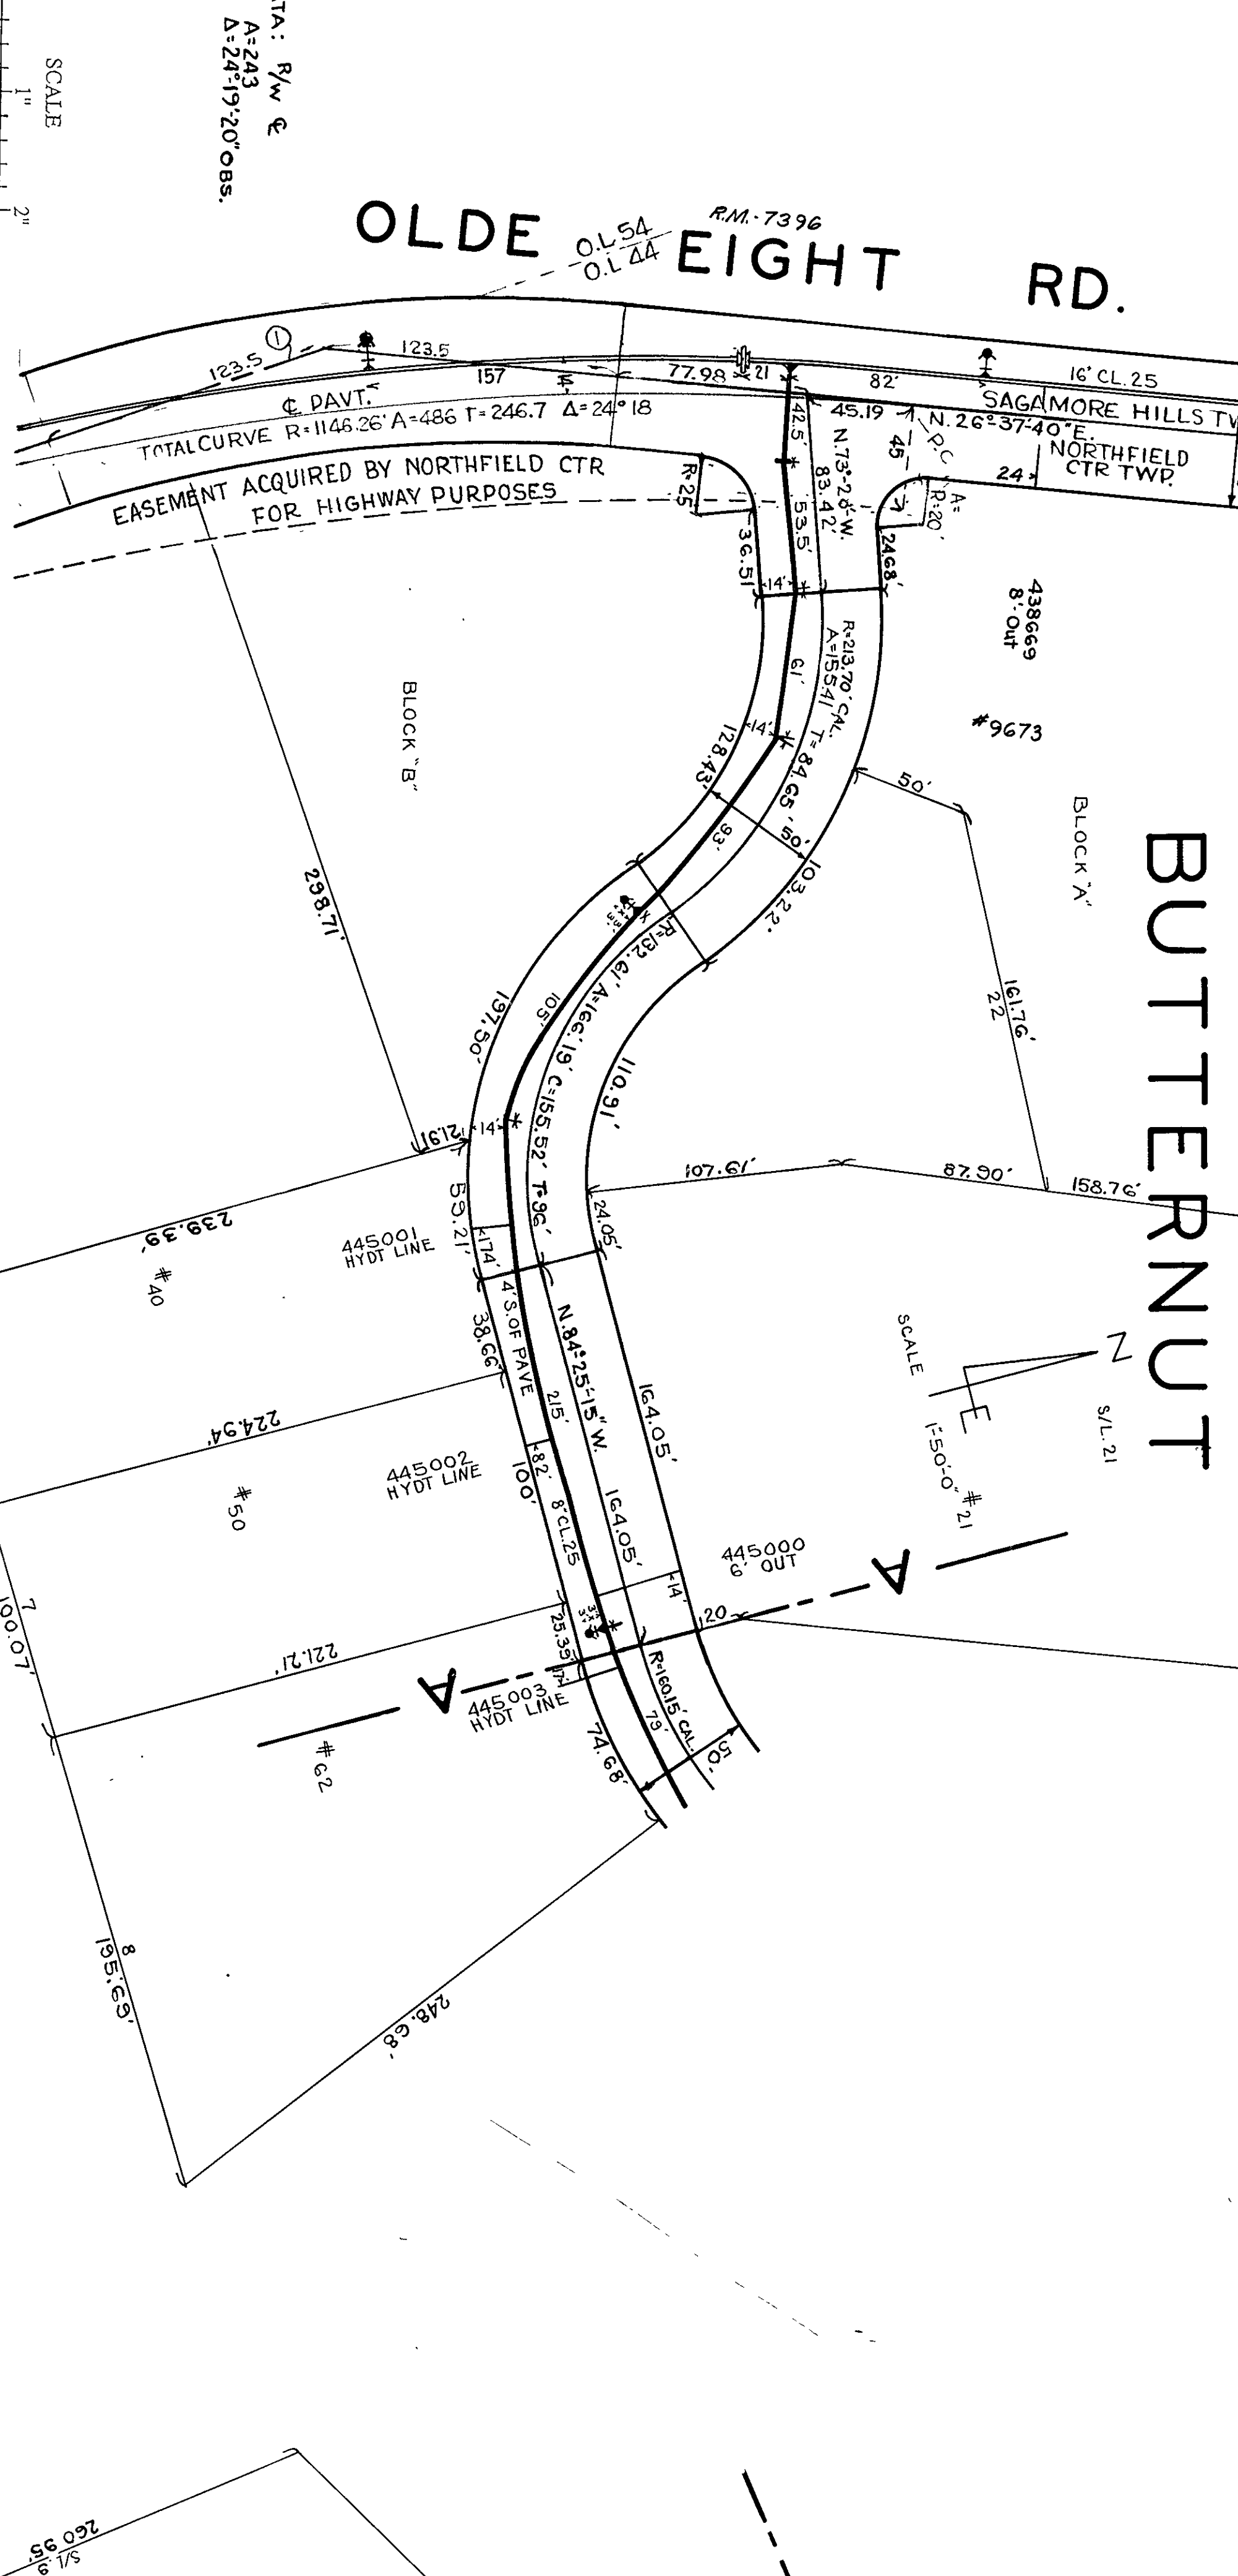 SCALE
1"
2"
TA: R/W ℄
A=243
Δ=24°-19'-20" OBS.
OLDE EIGHT RD.
O.L 54
O.L 44
R.M.-7396
1
123.5
123.5
157
14
77.98
21
82'
16" CL.25
℄ PAVT.
TOTAL CURVE R=1146.26' A=486 T=246.7 Δ=24°18
45.19
SAGAMORE HILLS TW
N. 26°-37'-40"E.
P.C
45
NORTHFIELD
CTR TWP.
24
EASEMENT ACQUIRED BY NORTHFIELD CTR
FOR HIGHWAY PURPOSES
R=25
A=
R=20'
42.5'
83.42'
53.5'
36.51
24.68'
14'
438669
8' Out
#9673
R=213.70' CAL.
A=155.41
T=84.65'
61'
14'
128.43'
93'
50'
103.22'
50'
BLOCK "B"
BLOCK "A"
BUTTERNUT
298.71'
161.76'
22
R=132.61' A=166.19' C=155.52' T=96'
105'
197.50'
110.91'
21.91'
14'
107.61'
87.90'
158.76'
239.39'
59.21'
24.05'
445001
HYDT LINE
174'
#40
4' S. OF PAVE
38.66'
N.84°-25'-15" W.
215'
164.05'
SCALE
1"=50'-0"
N
E
S/L. 21
#21
224.94'
445002
HYDT LINE
82'
100'
8" CL.25
164.05'
#50
445000
6' OUT
14'
A
7
100.07'
221.21'
25.39'
20
A
17'
445003
HYDT LINE
R=160.15' CAL.
79'
50'
74.68'
#62
8
195.69'
248.68'
S/L 9
260.95'